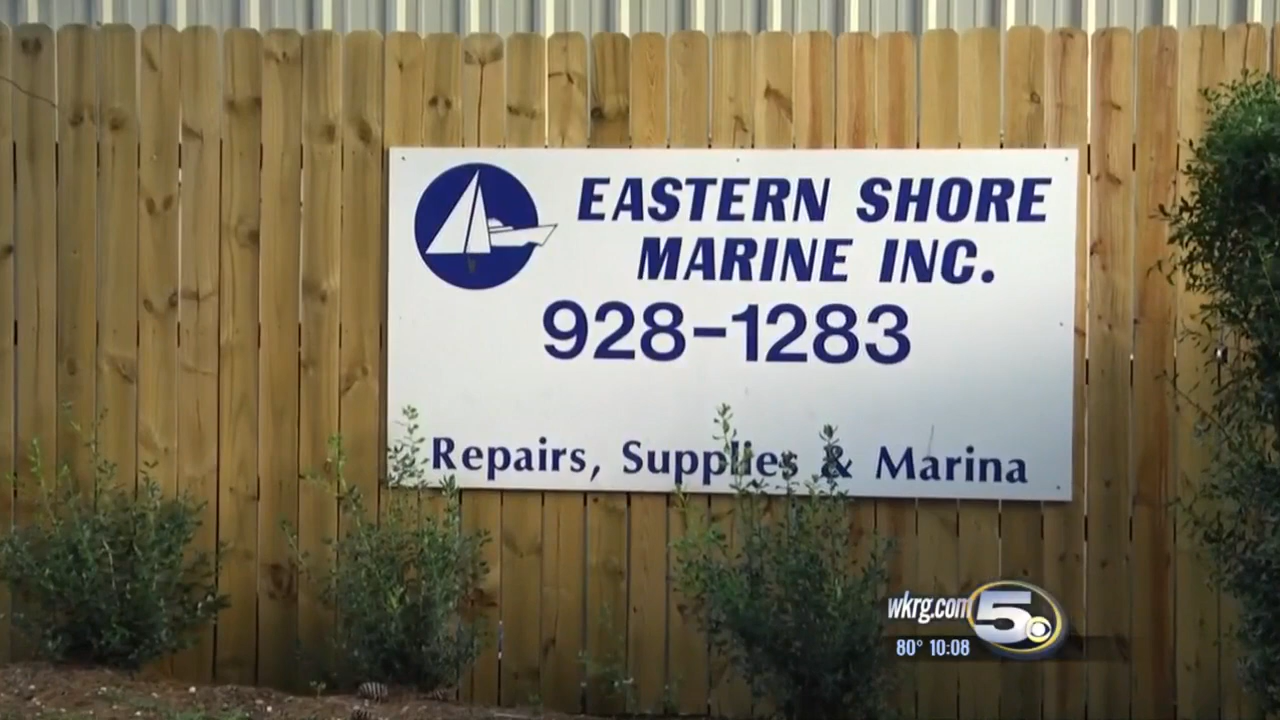 EASTERN SHORE
MARINE INC.
928-1283
Repairs, Supplies & Marina
wkrg.com 5
80° 10:08